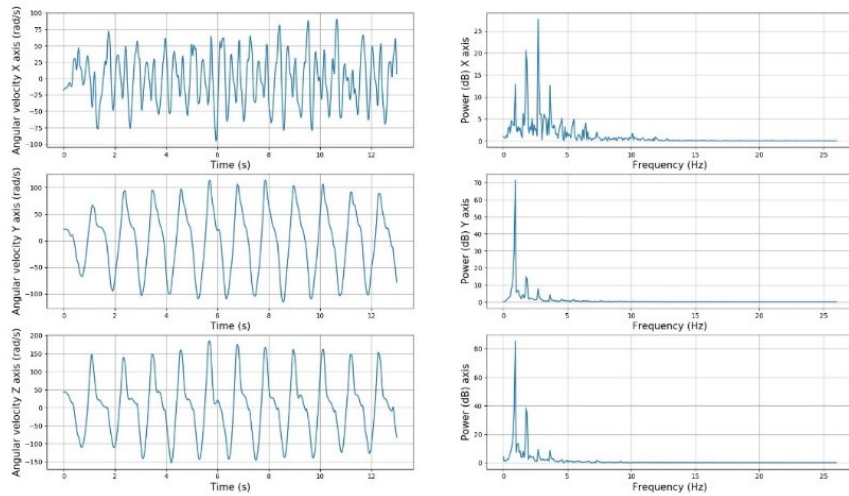 Angular velocity X axis (rad/s)
100
75
50
25
0
-25
-50
-75
-100
0 2 4 6 8 10 12
Time (s)
Power (dB) X axis
25
20
15
10
5
0
0 5 10 15 20 25
Frequency (Hz)
Angular velocity Y axis (rad/s)
100
50
0
-50
-100
0 2 4 6 8 10 12
Time (s)
Power (dB) Y axis
70
60
50
40
30
20
10
0
0 5 10 15 20 25
Frequency (Hz)
Angular velocity Z axis (rad/s)
200
150
100
50
0
-50
-100
-150
0 2 4 6 8 10 12
Time (s)
Power (dB) axis
80
60
40
20
0
0 5 10 15 20 25
Frequency (Hz)